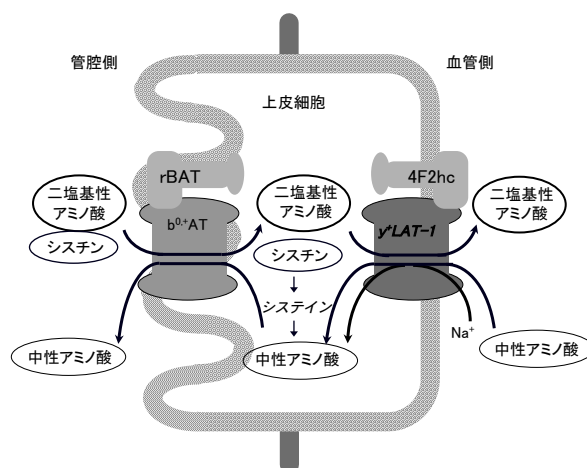 管腔側
血管側
上皮細胞
rBAT
4F2hc
二塩基性
アミノ酸
二塩基性
アミノ酸
二塩基性
アミノ酸
b⁰,⁺AT
y⁺LAT-1
シスチン
シスチン
システイン
Na⁺
中性アミノ酸
中性アミノ酸
中性アミノ酸